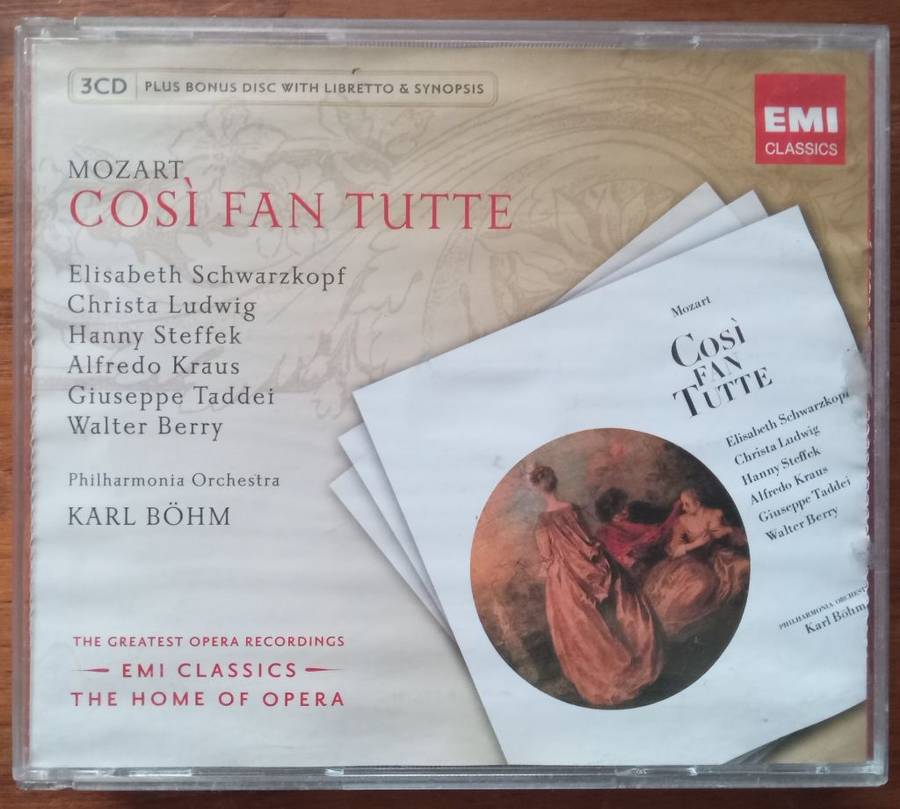 3CD PLUS BONUS DISC WITH LIBRETTO & SYNOPSIS
EMI
CLASSICS
MOZART
COSÌ FAN TUTTE
Elisabeth Schwarzkopf
Christa Ludwig
Hanny Steffek
Alfredo Kraus
Giuseppe Taddei
Walter Berry
Philharmonia Orchestra
KARL BÖHM
THE GREATEST OPERA RECORDINGS
EMI CLASSICS
THE HOME OF OPERA
Mozart
Così
FAN
TUTTE
Elisabeth Schwarzkopf
Christa Ludwig
Hanny Steffek
Alfredo Kraus
Giuseppe Taddei
Walter Berry
PHILHARMONIA ORCHEST
Karl Böhm